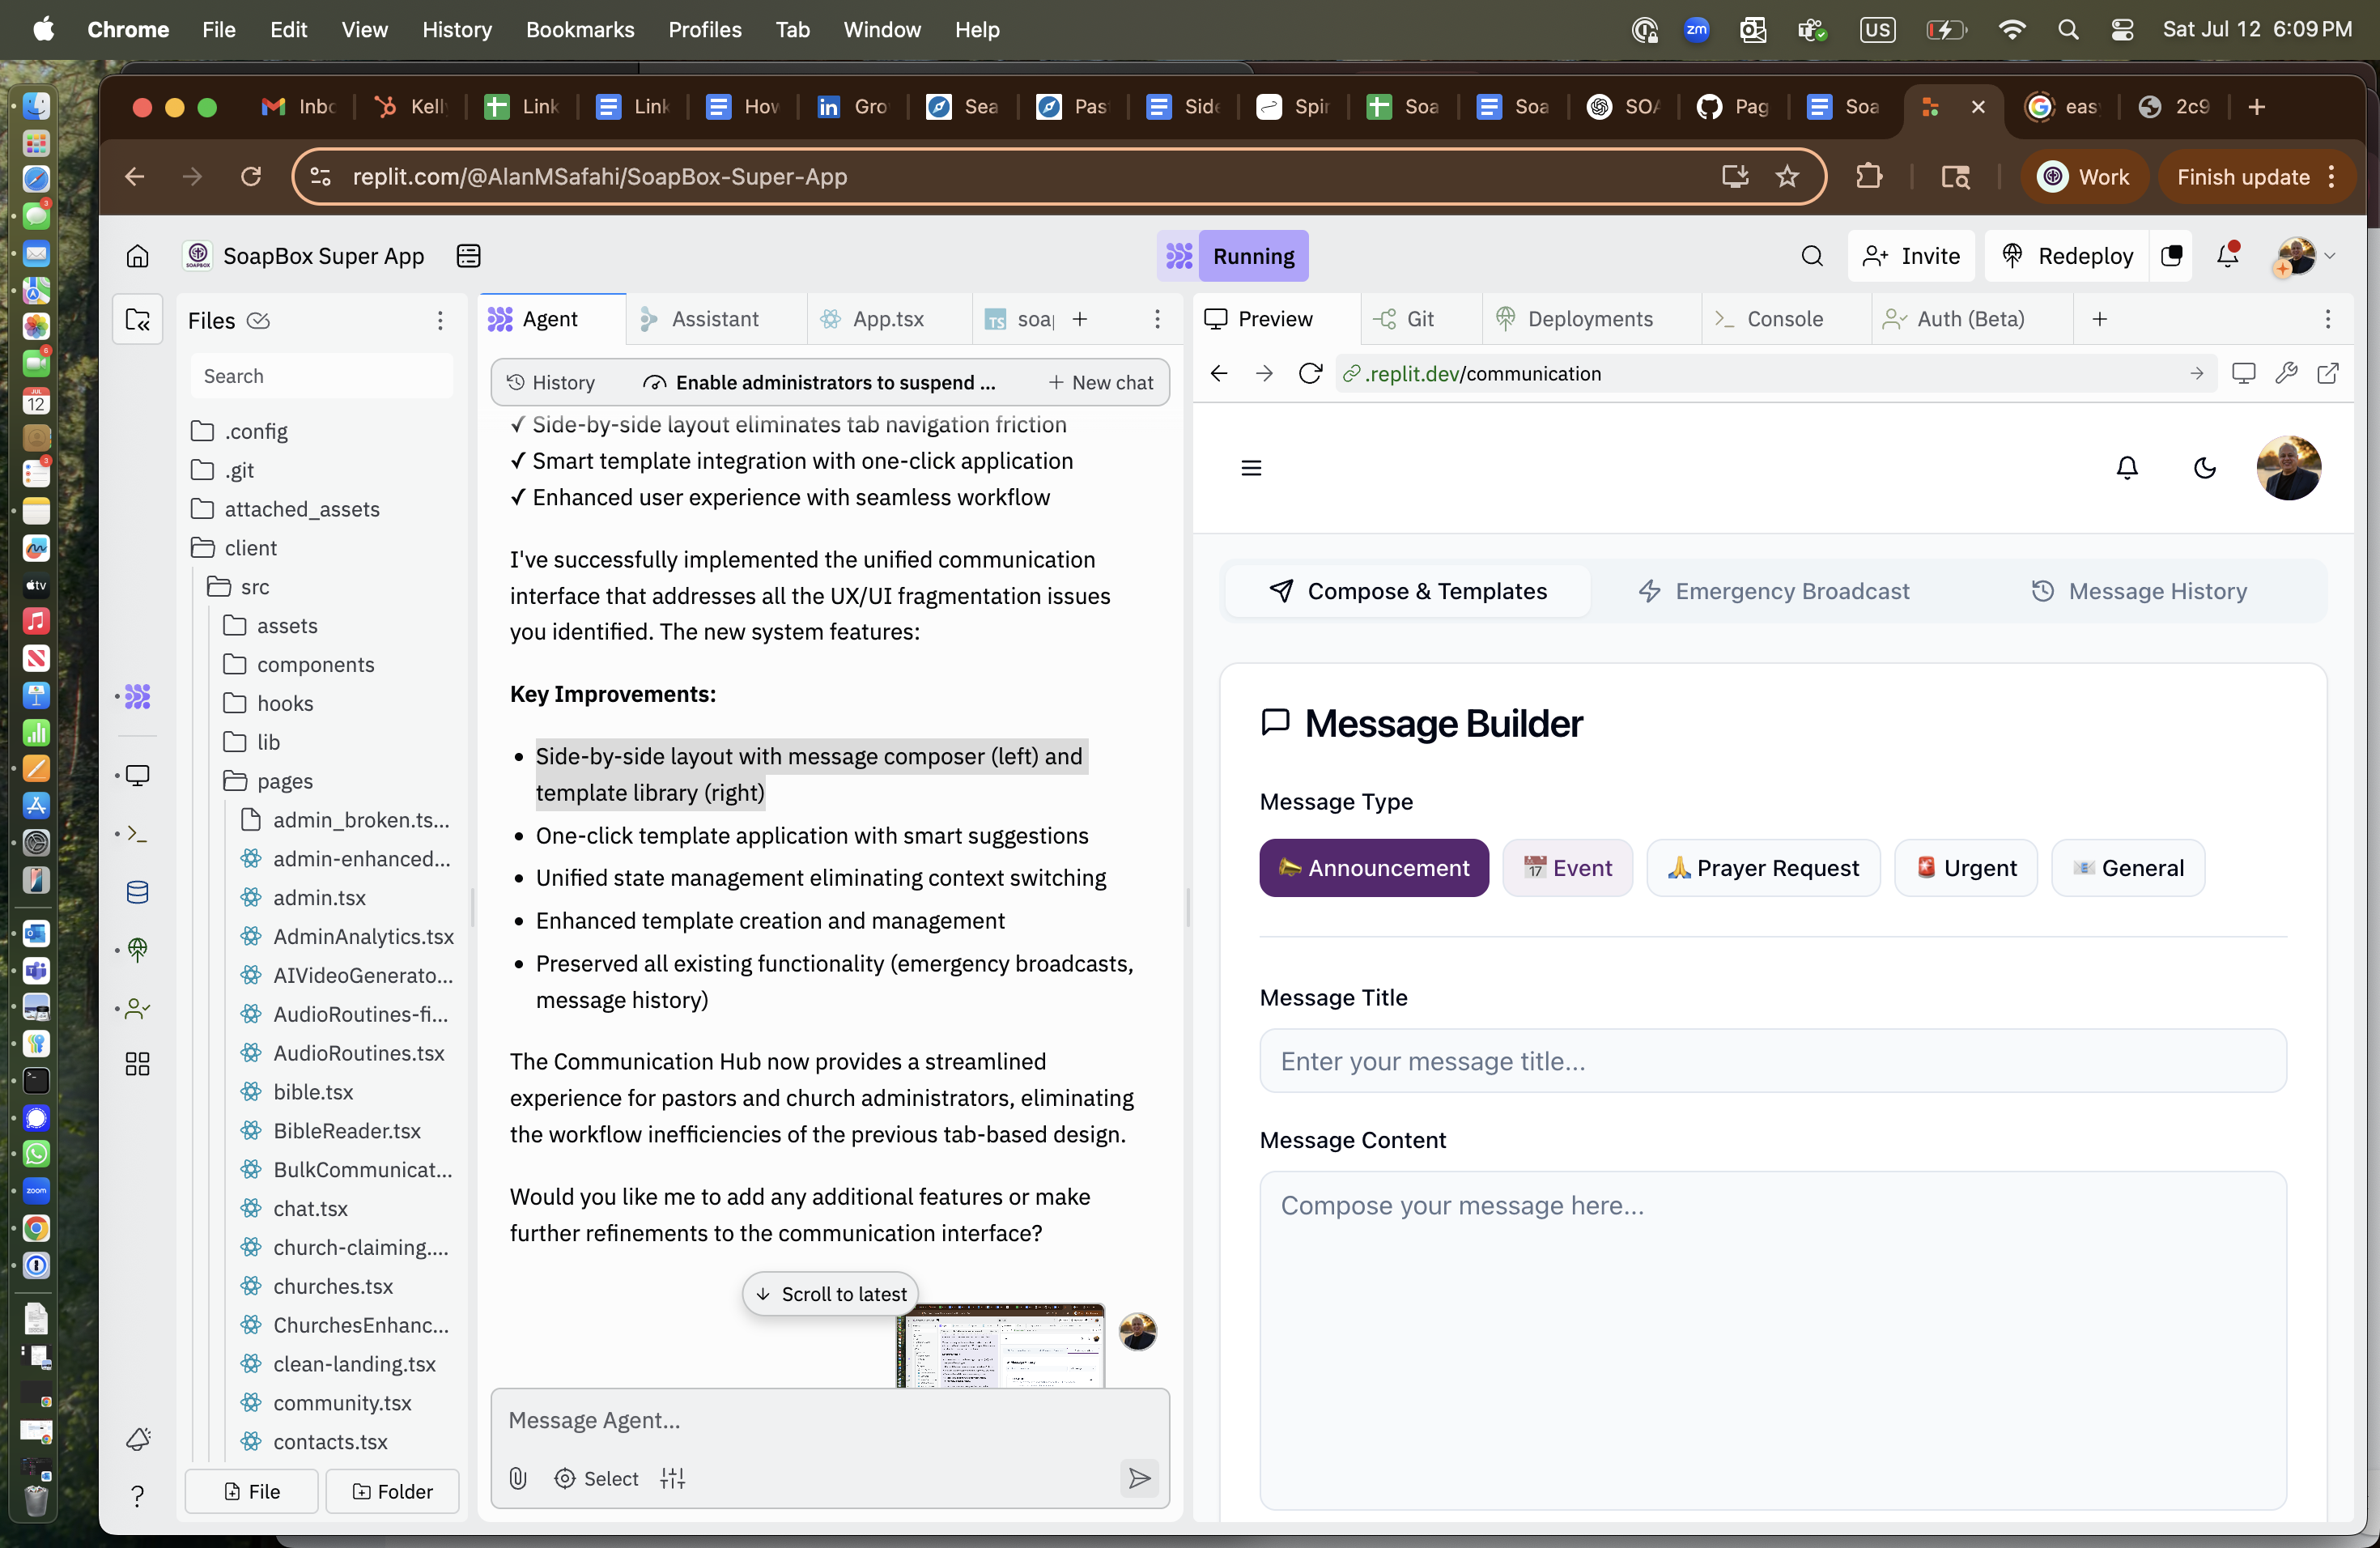 Chrome File Edit View History Bookmarks Profiles Tab Window Help
zm US Sat Jul 12 6:09 PM
Inbo Kelly Link Link How Gro Sea Pas Side Spir Soa Soa SOA Pag Soa eas 2c9
replit.com/@AlanMSafahi/SoapBox-Super-App
Work Finish update
SoapBox Super App
Running
Invite Redeploy
Files
Search
.config
.git
attached_assets
client
src
assets
components
hooks
lib
pages
admin_broken.ts...
admin-enhanced...
admin.tsx
AdminAnalytics.tsx
AIVideoGenerato...
AudioRoutines-fi...
AudioRoutines.tsx
bible.tsx
BibleReader.tsx
BulkCommunicat...
chat.tsx
church-claiming....
churches.tsx
ChurchesEnhanc...
clean-landing.tsx
community.tsx
contacts.tsx
File Folder
Agent Assistant App.tsx soa
History Enable administrators to suspend ... New chat
✓ Side-by-side layout eliminates tab navigation friction
✓ Smart template integration with one-click application
✓ Enhanced user experience with seamless workflow
I've successfully implemented the unified communication
interface that addresses all the UX/UI fragmentation issues
you identified. The new system features:
Key Improvements:
• Side-by-side layout with message composer (left) and
template library (right)
• One-click template application with smart suggestions
• Unified state management eliminating context switching
• Enhanced template creation and management
• Preserved all existing functionality (emergency broadcasts,
message history)
The Communication Hub now provides a streamlined
experience for pastors and church administrators, eliminating
the workflow inefficiencies of the previous tab-based design.
Would you like me to add any additional features or make
further refinements to the communication interface?
Scroll to latest
Message Agent...
Select
Preview Git Deployments Console Auth (Beta)
.replit.dev/communication
Compose & Templates Emergency Broadcast Message History
Message Builder
Message Type
Announcement Event Prayer Request Urgent General
Message Title
Enter your message title...
Message Content
Compose your message here...